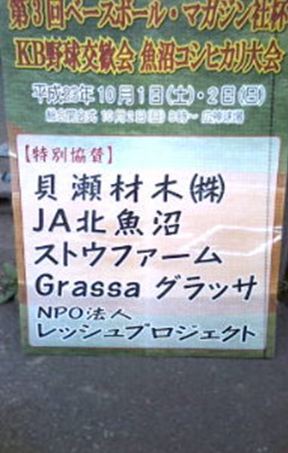 第3回ベースボール・マガジン社杯
KB野球交歓会 魚沼コシヒカリ大会
平成23年10月1日(土)・2日(日)
【特別協賛】
貝瀬材木㈱
JA北魚沼
ストウファーム
Grassa グラッサ
NPO法人
レッシュプロジェクト